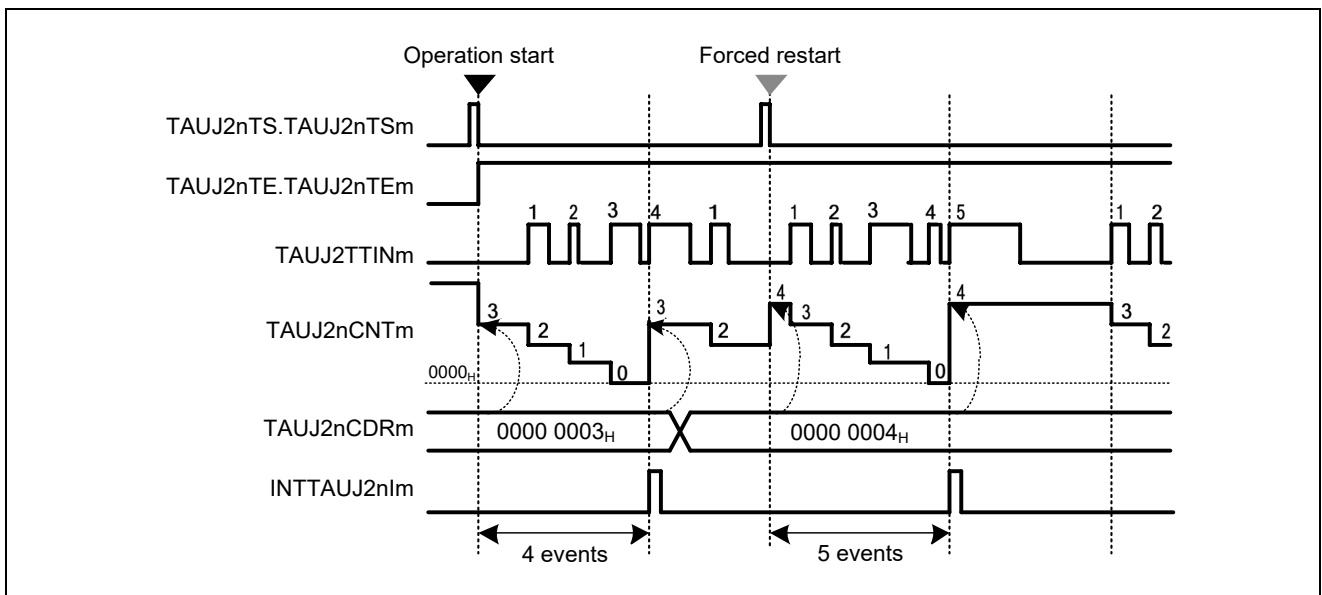 Operation start Forced restart
TAUJ2nTS.TAUJ2nTSm
TAUJ2nTE.TAUJ2nTEm
1 2 3 4 1 1 2 3 4 5 1 2
TAUJ2TTINm
3 2 1 0 3 2 4 3 2 1 0 4 3 2
TAUJ2nCNTm
0000H
TAUJ2nCDRm 0000 0003H 0000 0004H
INTTAUJ2nIm
4 events 5 events